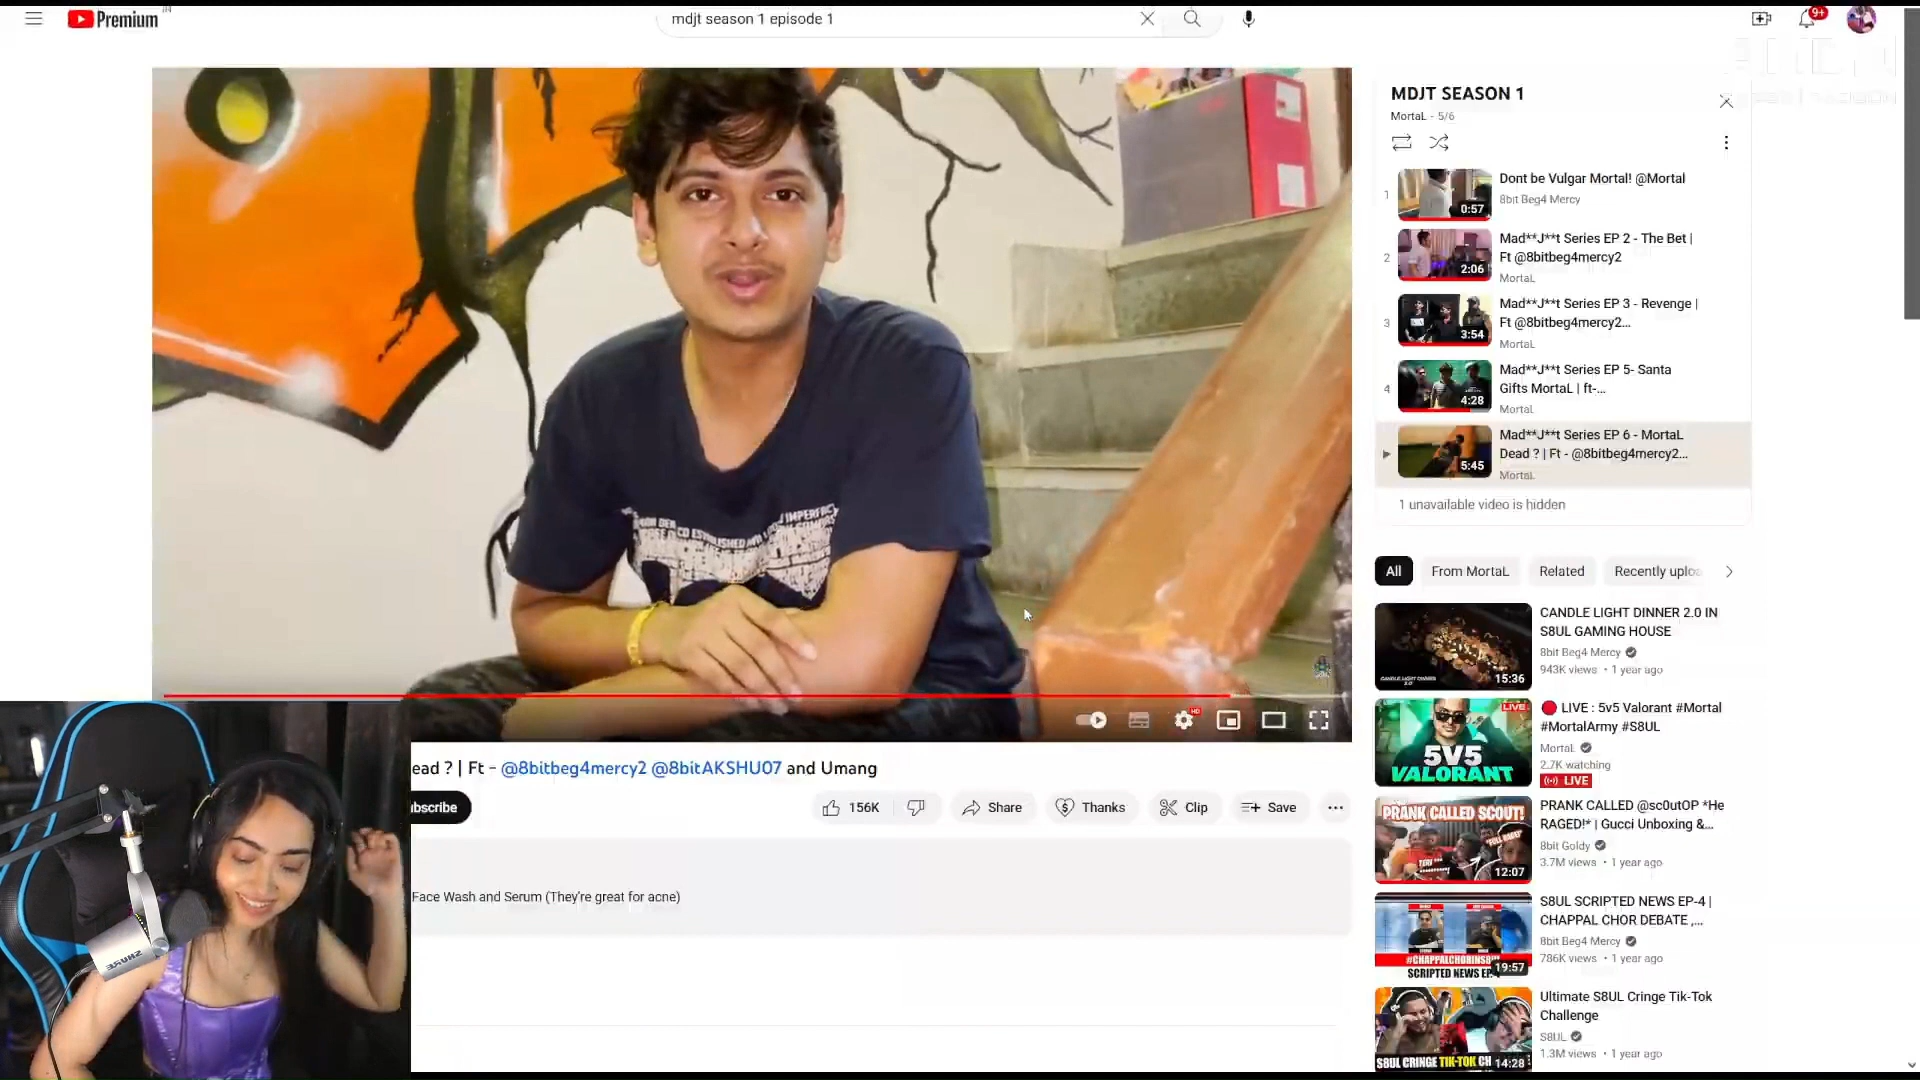 Premium
IN
mdjt season 1 episode 1
9+
MDJT SEASON 1
MortaL - 5/6
1
0:57
Dont be Vulgar Mortal! @Mortal
8bit Beg4 Mercy
2
2:06
Mad**J**t Series EP 2 - The Bet |
Ft @8bitbeg4mercy2
MortaL
3
3:54
Mad**J**t Series EP 3 - Revenge |
Ft @8bitbeg4mercy2...
MortaL
4
4:28
Mad**J**t Series EP 5- Santa
Gifts MortaL | ft-...
MortaL
5:45
Mad**J**t Series EP 6 - MortaL
Dead ? | Ft - @8bitbeg4mercy2...
MortaL
1 unavailable video is hidden
All
From MortaL
Related
Recently uploa
15:36
CANDLE LIGHT DINNER 2.0 IN
S8UL GAMING HOUSE
8bit Beg4 Mercy
943K views • 1 year ago
LIVE
5V5
VALORANT
LIVE : 5v5 Valorant #Mortal
#MortalArmy #S8UL
MortaL
2.7K watching
LIVE
PRANK CALLED SCOUT!
12:07
PRANK CALLED @sc0utOP *He
RAGED!* | Gucci Unboxing &...
8bit Goldy
3.7M views • 1 year ago
#CHAPPALCHORINS8UL
SCRIPTED NEWS EP
19:57
S8UL SCRIPTED NEWS EP-4 |
CHAPPAL CHOR DEBATE ,...
8bit Beg4 Mercy
786K views • 1 year ago
S8UL CRINGE TIK-TOK CH
14:28
Ultimate S8UL Cringe Tik-Tok
Challenge
S8UL
1.3M views • 1 year ago
HD
ead ? | Ft - @8bitbeg4mercy2 @8bitAKSHU07 and Umang
ubscribe
156K
Share
Thanks
Clip
Save
Face Wash and Serum (They're great for acne)
SHURE